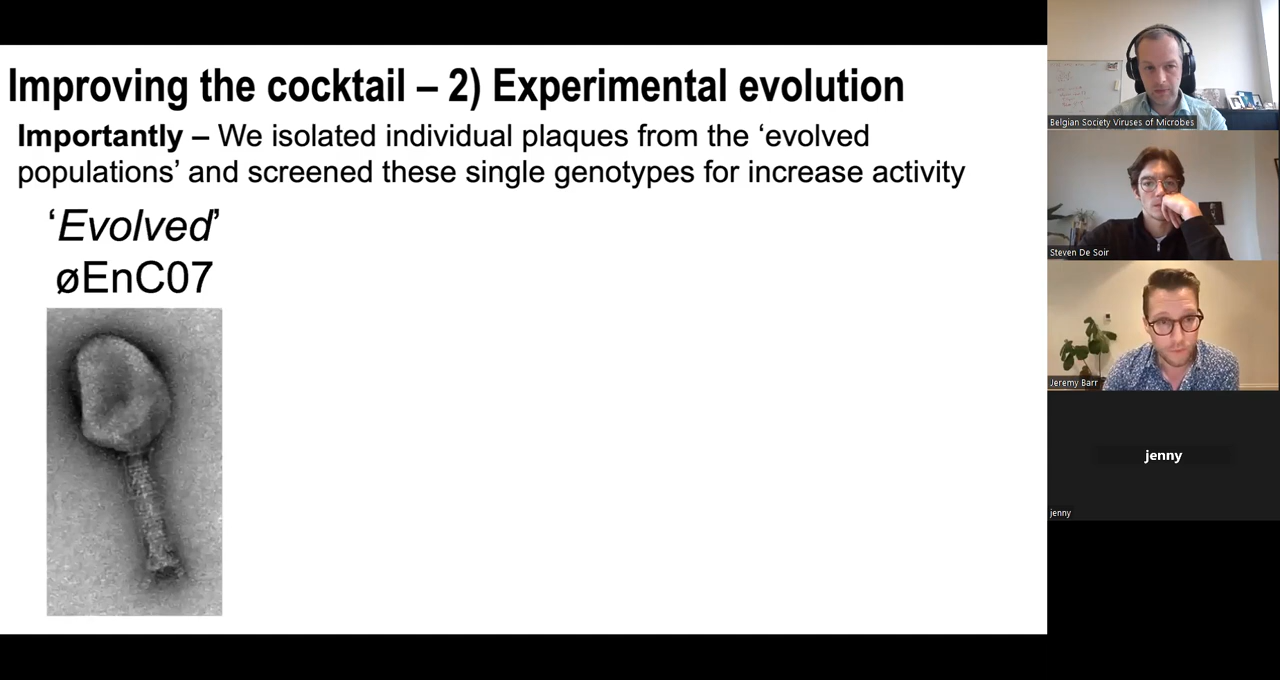 Improving the cocktail – 2) Experimental evolution
Importantly – We isolated individual plaques from the ‘evolved
populations’ and screened these single genotypes for increase activity
‘Evolved’
øEnC07
Belgian Society Viruses of Microbes
Steven De Soir
Jeremy Barr
jenny
jenny